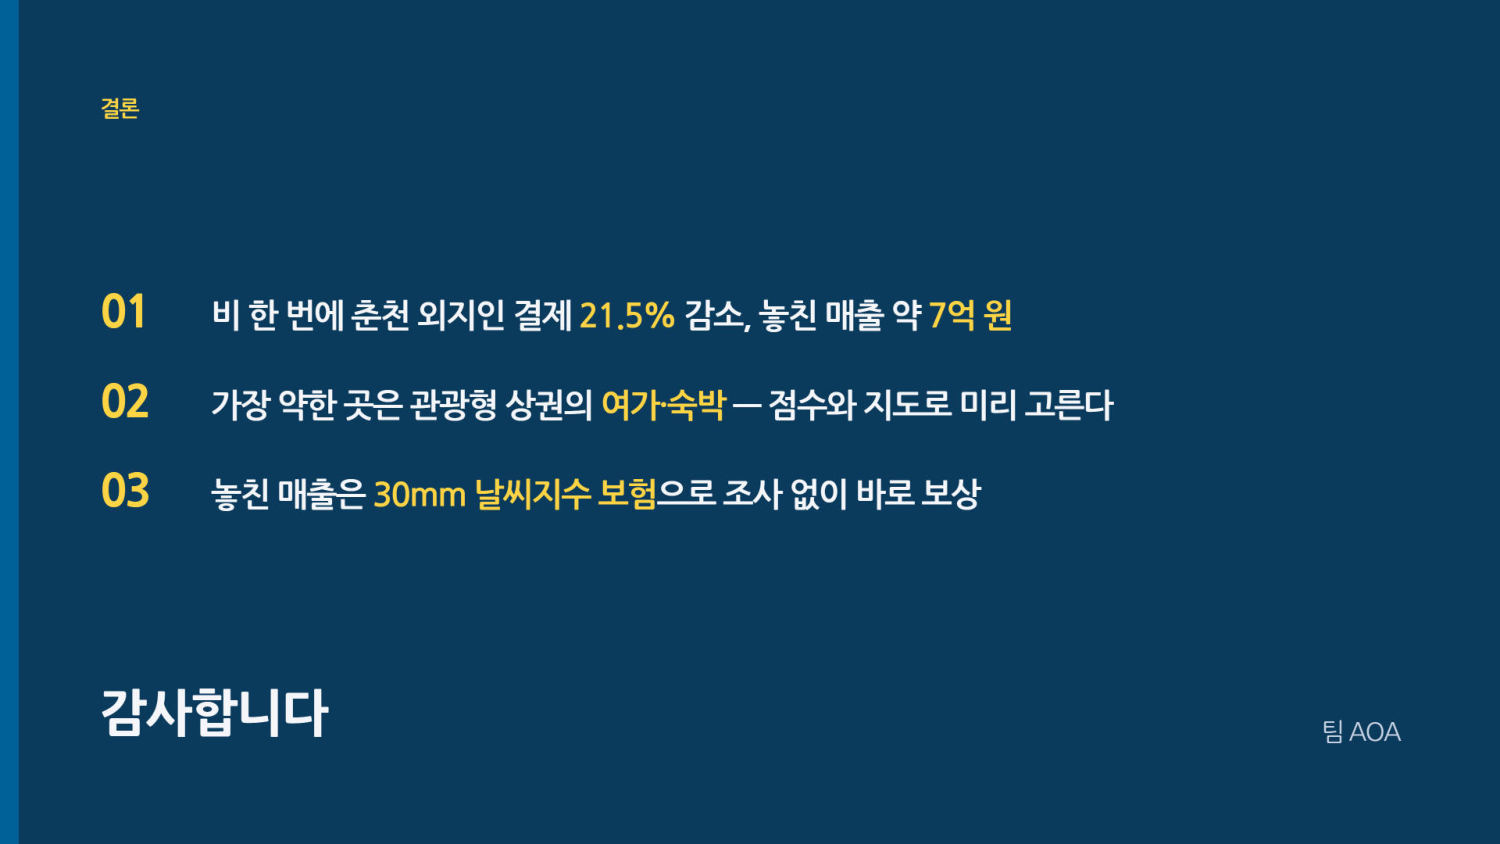 결론
01 비 한 번에 춘천 외지인 결제 21.5% 감소, 놓친 매출 약 7억 원
02 가장 약한 곳은 관광형 상권의 여가·숙박 — 점수와 지도로 미리 고른다
03 놓친 매출은 30mm 날씨지수 보험으로 조사 없이 바로 보상
감사합니다
팀 AOA